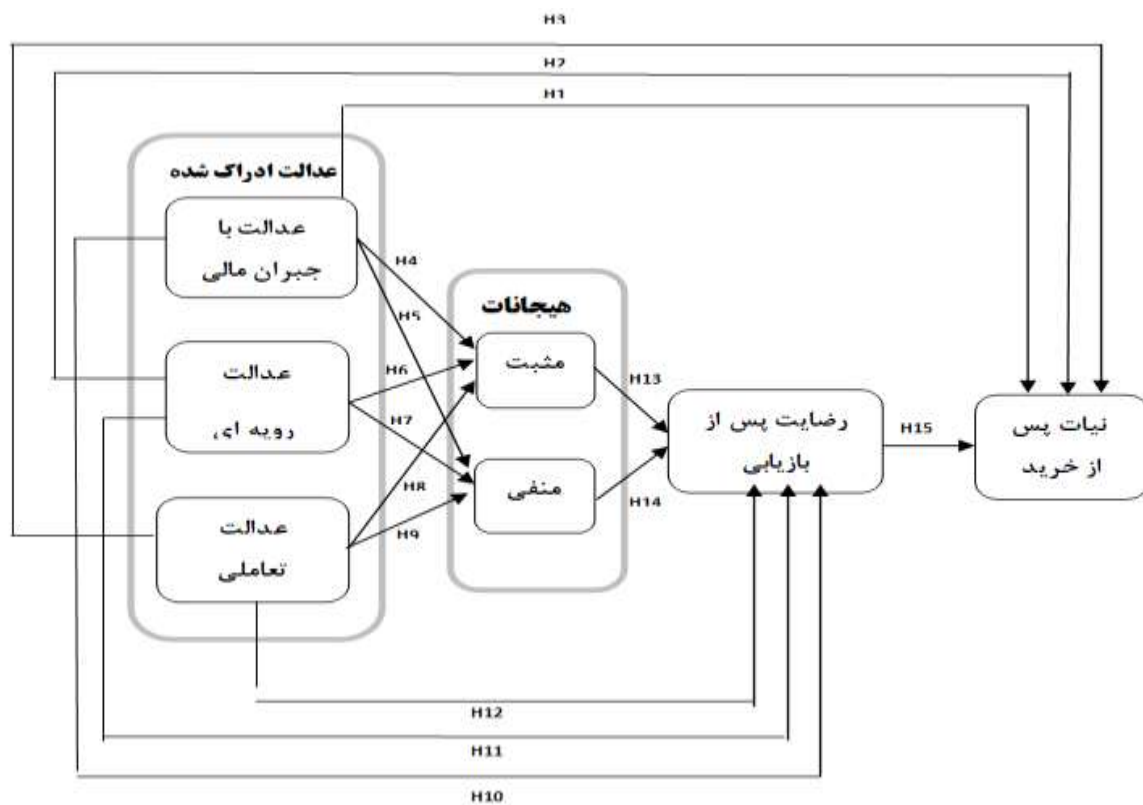 H3
H2
H1
عدالت ادراک شده
عدالت با
جبران مالی
عدالت
رویه ای
عدالت
تعاملی
H4
H5
H6
H7
H8
H9
هیجانات
مثبت
منفی
H13
H14
رضایت پس از
بازیابی
H15
نیات پس
از خرید
H12
H11
H10